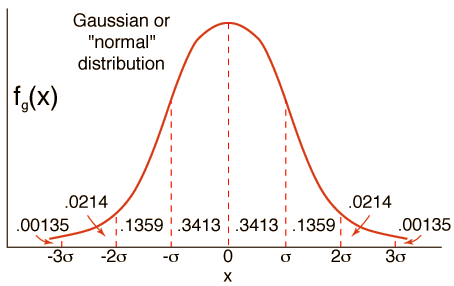 Gaussian or
"normal"
distribution
f_g(x)
.0214 .0214
.00135 .1359 .3413 .3413 .1359 .00135
-3σ -2σ -σ 0 σ 2σ 3σ
x